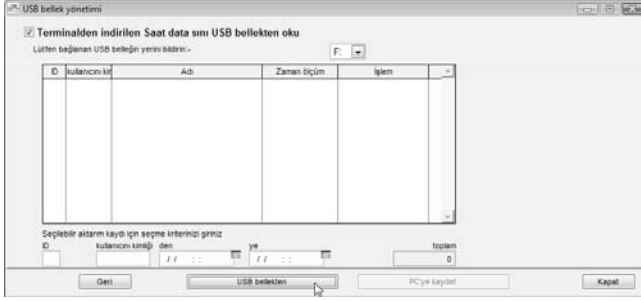 USB bellek yönetimi
Terminalden indirilen Saat data sını USB bellekten oku
Lütfen bağlanan USB belleğin yerini bildirin:- F:
ID kullanıcını kir Adı Zaman ölçüm İşlem
Seçilebilir aktarım kaydı için seçme kriterinizi giriniz
ID kullanıcını kimliği den ye toplam
/ / : : / / : : 0
Geri USB bellekten PC'ye kaydet Kapat